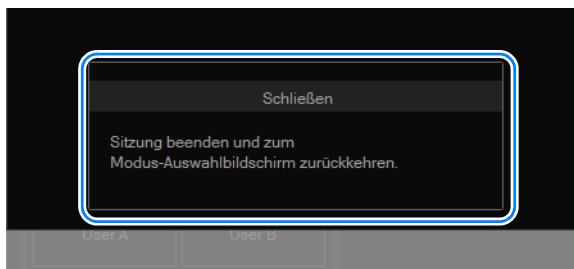 Schließen
Sitzung beenden und zum
Modus-Auswahlbildschirm zurückkehren.
User A User B